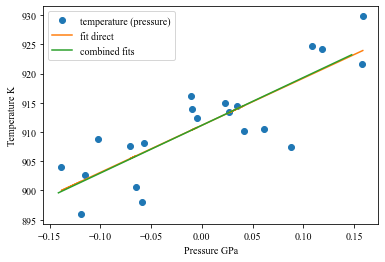 930
925
920
915
910
905
900
895
Temperature K
temperature (pressure)
fit direct
combined fits
−0.15 −0.10 −0.05 0.00 0.05 0.10 0.15
Pressure GPa